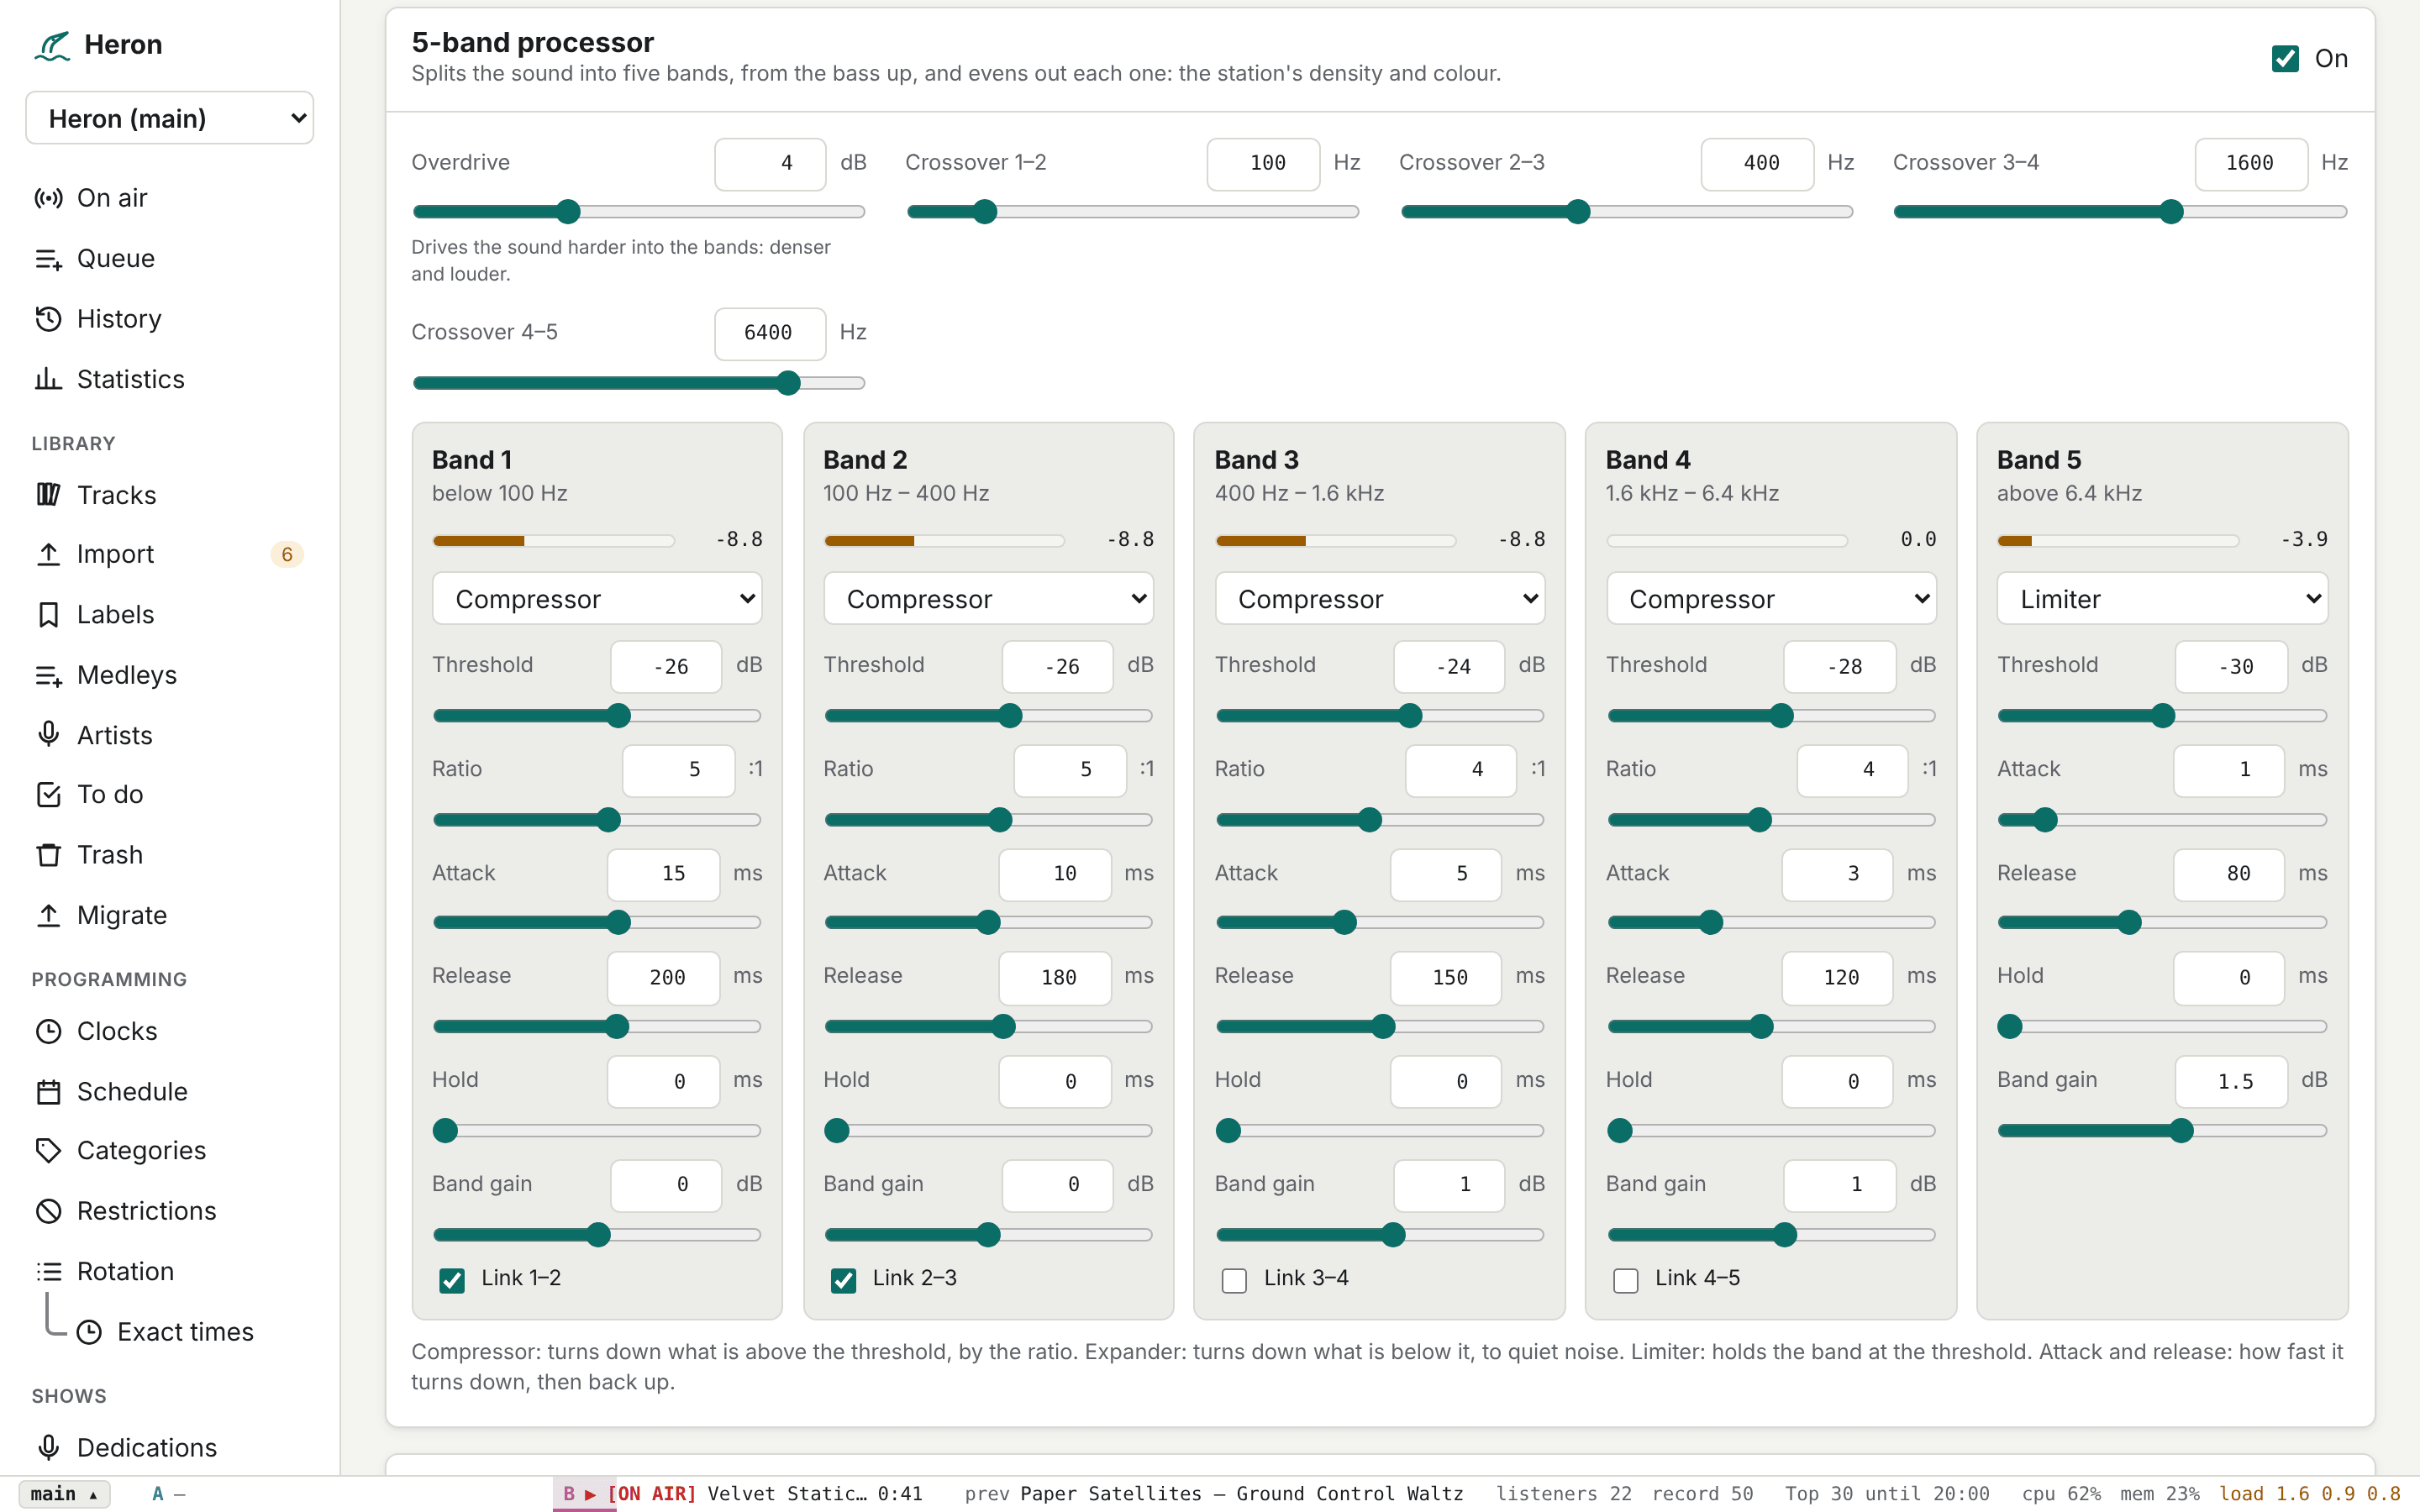 Heron
Heron (main)
On air
Queue
History
Statistics
LIBRARY
Tracks
Import 6
Labels
Medleys
Artists
To do
Trash
Migrate
PROGRAMMING
Clocks
Schedule
Categories
Restrictions
Rotation
Exact times
SHOWS
Dedications
5-band processor
Splits the sound into five bands, from the bass up, and evens out each one: the station's density and colour.
On
Overdrive 4 dB
Drives the sound harder into the bands: denser
and louder.
Crossover 1–2 100 Hz
Crossover 2–3 400 Hz
Crossover 3–4 1600 Hz
Crossover 4–5 6400 Hz
Band 1
below 100 Hz
-8.8
Compressor
Threshold -26 dB
Ratio 5 :1
Attack 15 ms
Release 200 ms
Hold 0 ms
Band gain 0 dB
Link 1–2
Band 2
100 Hz – 400 Hz
-8.8
Compressor
Threshold -26 dB
Ratio 5 :1
Attack 10 ms
Release 180 ms
Hold 0 ms
Band gain 0 dB
Link 2–3
Band 3
400 Hz – 1.6 kHz
-8.8
Compressor
Threshold -24 dB
Ratio 4 :1
Attack 5 ms
Release 150 ms
Hold 0 ms
Band gain 1 dB
Link 3–4
Band 4
1.6 kHz – 6.4 kHz
0.0
Compressor
Threshold -28 dB
Ratio 4 :1
Attack 3 ms
Release 120 ms
Hold 0 ms
Band gain 1 dB
Link 4–5
Band 5
above 6.4 kHz
-3.9
Limiter
Threshold -30 dB
Attack 1 ms
Release 80 ms
Hold 0 ms
Band gain 1.5 dB
Compressor: turns down what is above the threshold, by the ratio. Expander: turns down what is below it, to quiet noise. Limiter: holds the band at the threshold. Attack and release: how fast it
turns down, then back up.
main ▲ A — B ▶ [ON AIR] Velvet Static… 0:41 prev Paper Satellites — Ground Control Waltz listeners 22 record 50 Top 30 until 20:00 cpu 62% mem 23% load 1.6 0.9 0.8